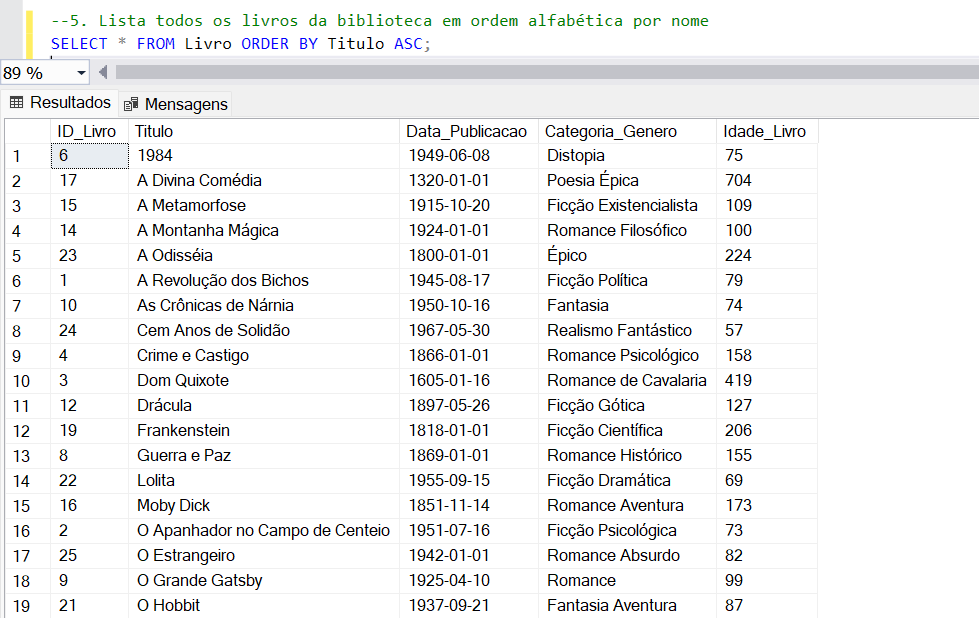 --5. Lista todos os livros da biblioteca em ordem alfabética por nome
SELECT * FROM Livro ORDER BY Titulo ASC;
89 %
Resultados Mensagens
ID_Livro Titulo Data_Publicacao Categoria_Genero Idade_Livro
1 6 1984 1949-06-08 Distopia 75
2 17 A Divina Comédia 1320-01-01 Poesia Épica 704
3 15 A Metamorfose 1915-10-20 Ficção Existencialista 109
4 14 A Montanha Mágica 1924-01-01 Romance Filosófico 100
5 23 A Odisséia 1800-01-01 Épico 224
6 1 A Revolução dos Bichos 1945-08-17 Ficção Política 79
7 10 As Crônicas de Nárnia 1950-10-16 Fantasia 74
8 24 Cem Anos de Solidão 1967-05-30 Realismo Fantástico 57
9 4 Crime e Castigo 1866-01-01 Romance Psicológico 158
10 3 Dom Quixote 1605-01-16 Romance de Cavalaria 419
11 12 Drácula 1897-05-26 Ficção Gótica 127
12 19 Frankenstein 1818-01-01 Ficção Científica 206
13 8 Guerra e Paz 1869-01-01 Romance Histórico 155
14 22 Lolita 1955-09-15 Ficção Dramática 69
15 16 Moby Dick 1851-11-14 Romance Aventura 173
16 2 O Apanhador no Campo de Centeio 1951-07-16 Ficção Psicológica 73
17 25 O Estrangeiro 1942-01-01 Romance Absurdo 82
18 9 O Grande Gatsby 1925-04-10 Romance 99
19 21 O Hobbit 1937-09-21 Fantasia Aventura 87